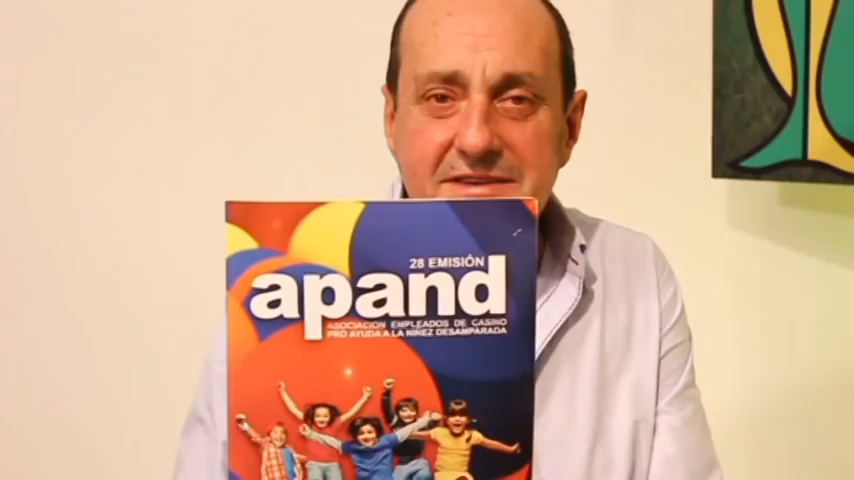 28 EMISIÓN
apand
ASOCIACION EMPLEADOS DE CASINO
PRO AYUDA A LA NIÑEZ DESAMPARADA